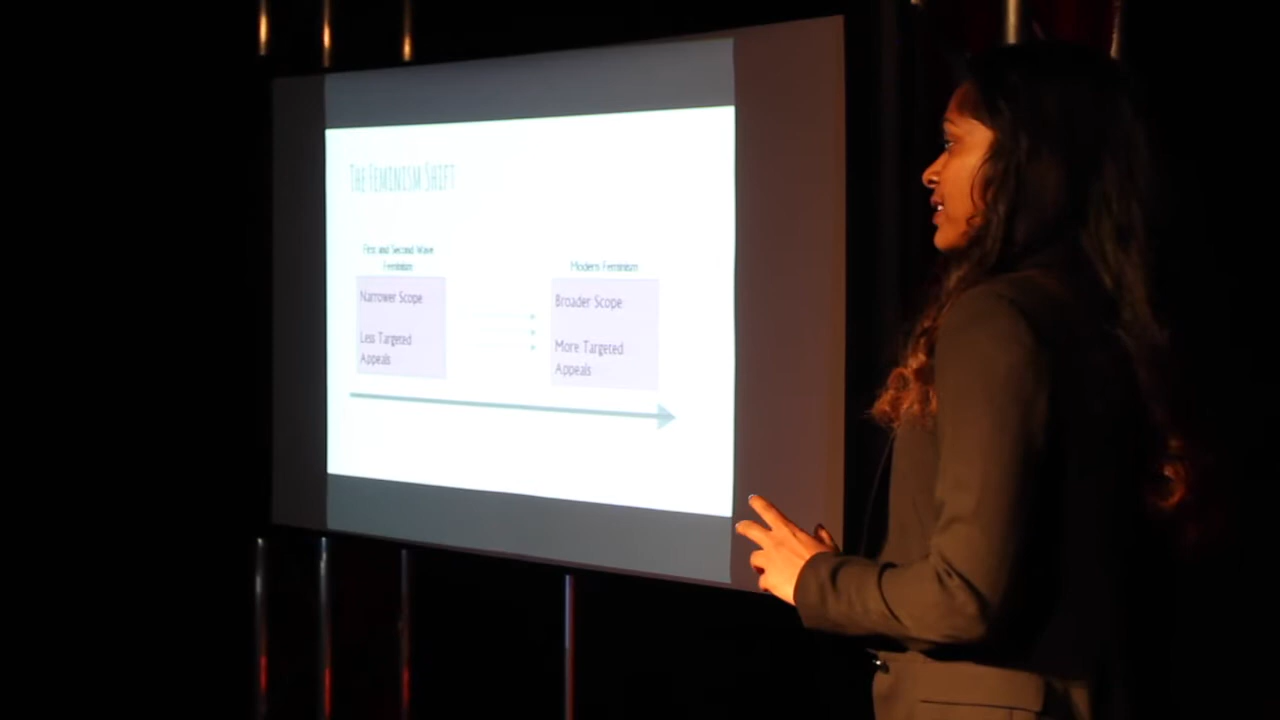 THE FEMINISM SHIFT
First and Second Wave
Feminism
Narrower Scope
Less Targeted
Appeals
Modern Feminism
Broader Scope
More Targeted
Appeals